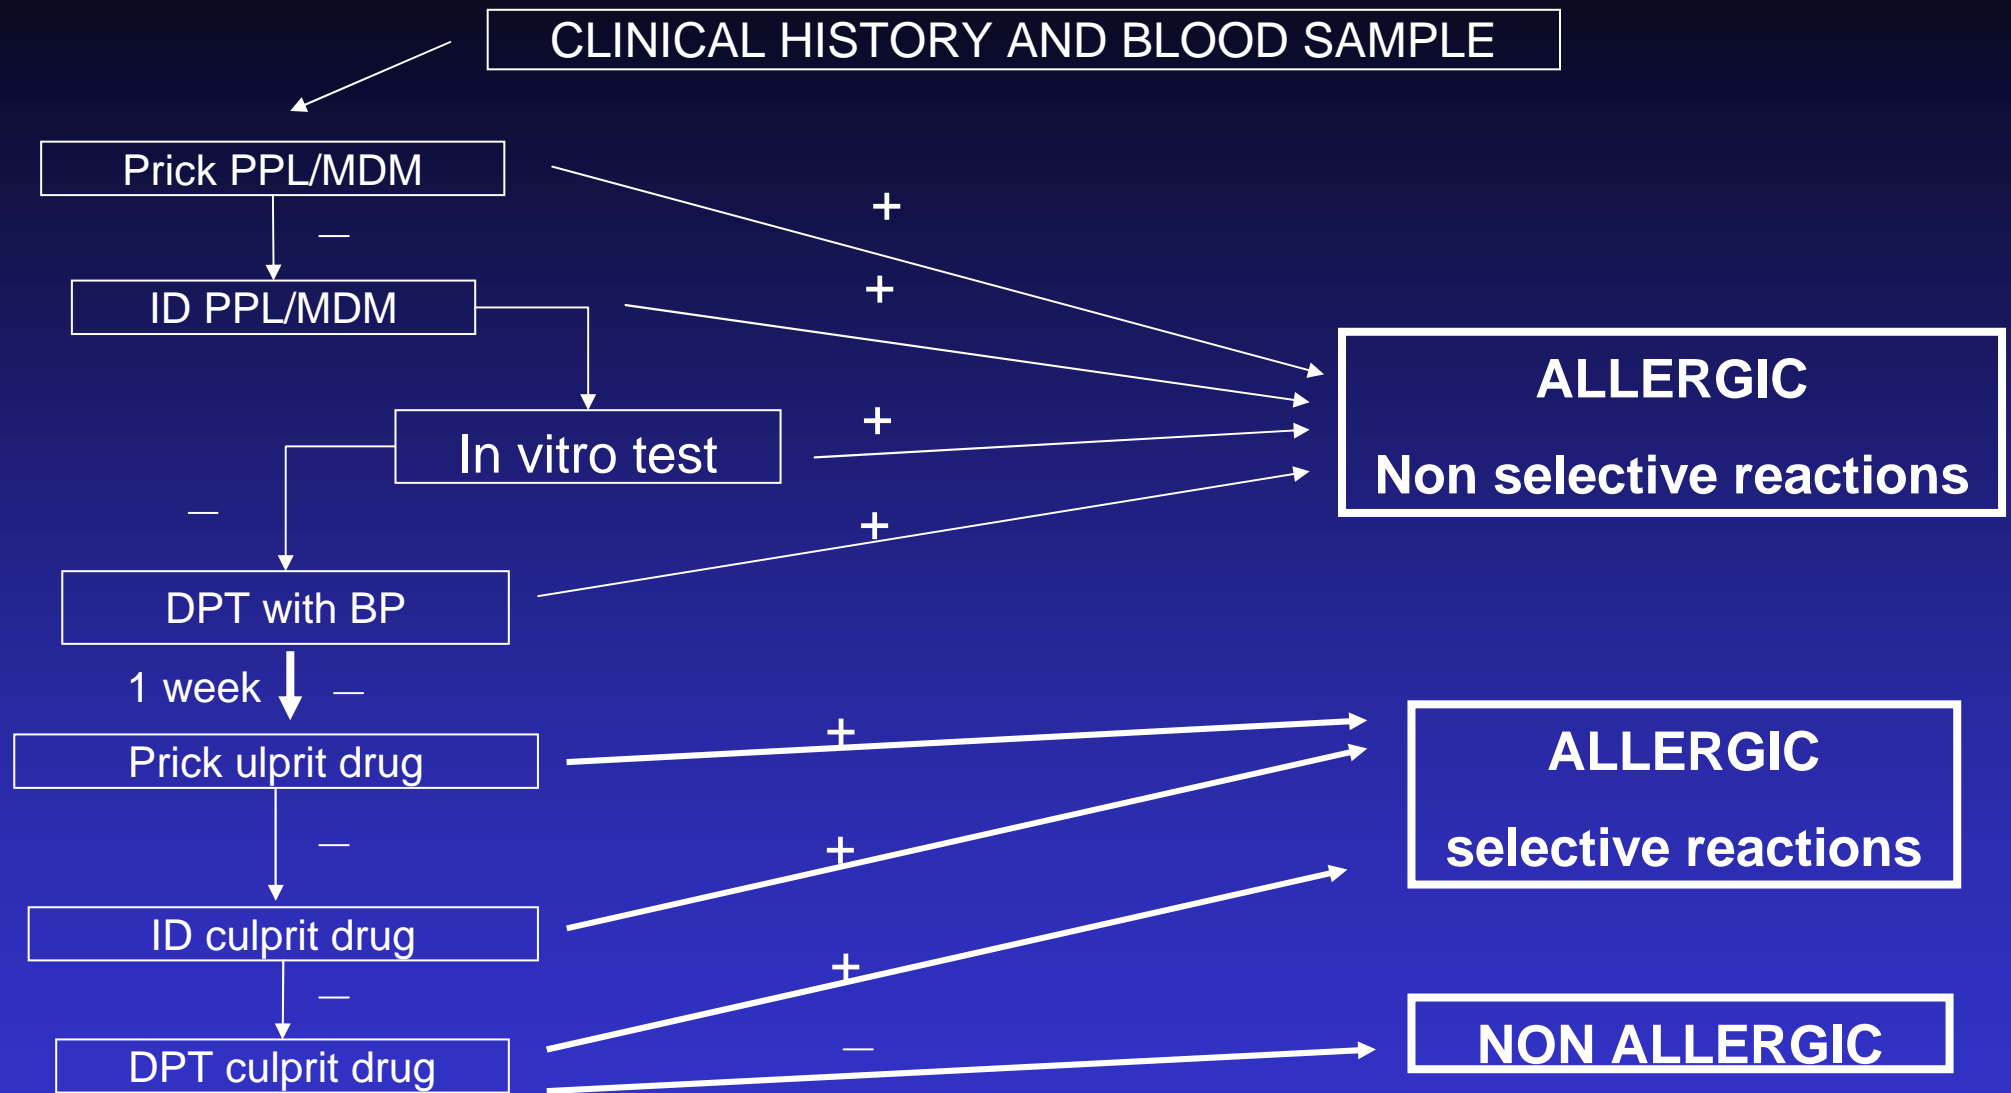 CLINICAL HISTORY AND BLOOD SAMPLE
Prick PPL/MDM
+
—
+
ID PPL/MDM
ALLERGIC
Non selective reactions
+
In vitro test
—
+
DPT with BP
1 week —
Prick ulprit drug
+
ALLERGIC
selective reactions
—
+
ID culprit drug
+
—
NON ALLERGIC
—
DPT culprit drug